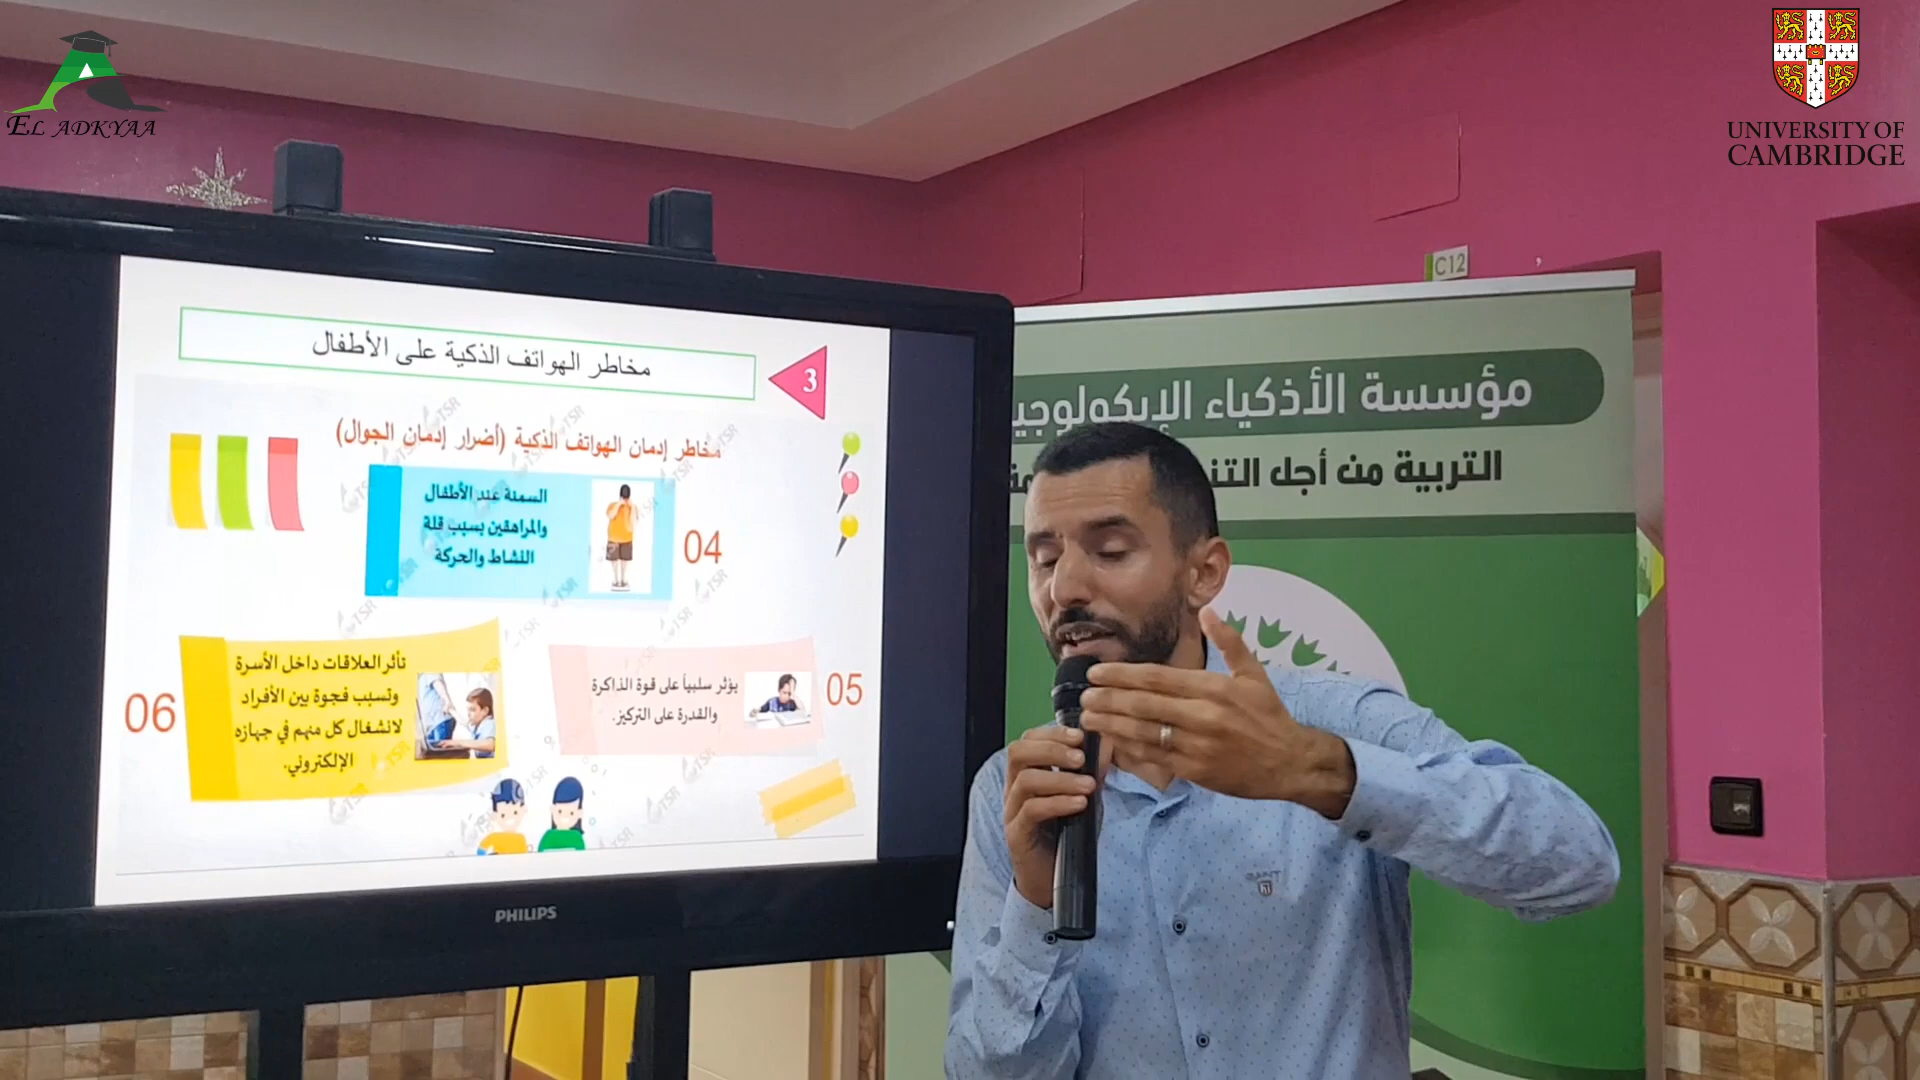 EL ADKYAA
UNIVERSITY OF
CAMBRIDGE
C12
مخاطر الهواتف الذكية على الأطفال
3
مخاطر إدمان الهواتف الذكية (أضرار إدمان الجوال)
السمنة عند الأطفال
والمراهقين بسبب قلة
النشاط والحركة
04
يؤثر سلبياً على قوة الذاكرة
والقدرة على التركيز.
05
تأثر العلاقات داخل الأسرة
وتسبب فجوة بين الأفراد
لانشغال كل منهم في جهازه
الإلكتروني.
06
TSR
PHILIPS
مؤسسة الأذكياء
التربية من أجل